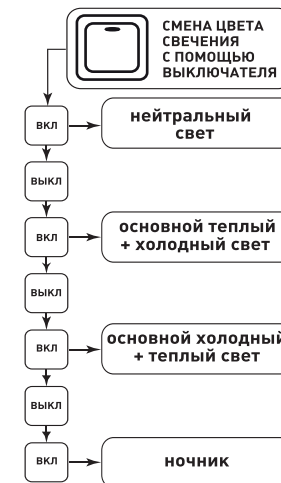 СМЕНА ЦВЕТА
СВЕЧЕНИЯ
С ПОМОЩЬЮ
ВЫКЛЮЧАТЕЛЯ
ВКЛ
нейтральный
свет
ВЫКЛ
ВКЛ
основной теплый
+ холодный свет
ВЫКЛ
ВКЛ
основной холодный
+ теплый свет
ВЫКЛ
ВКЛ
ночник